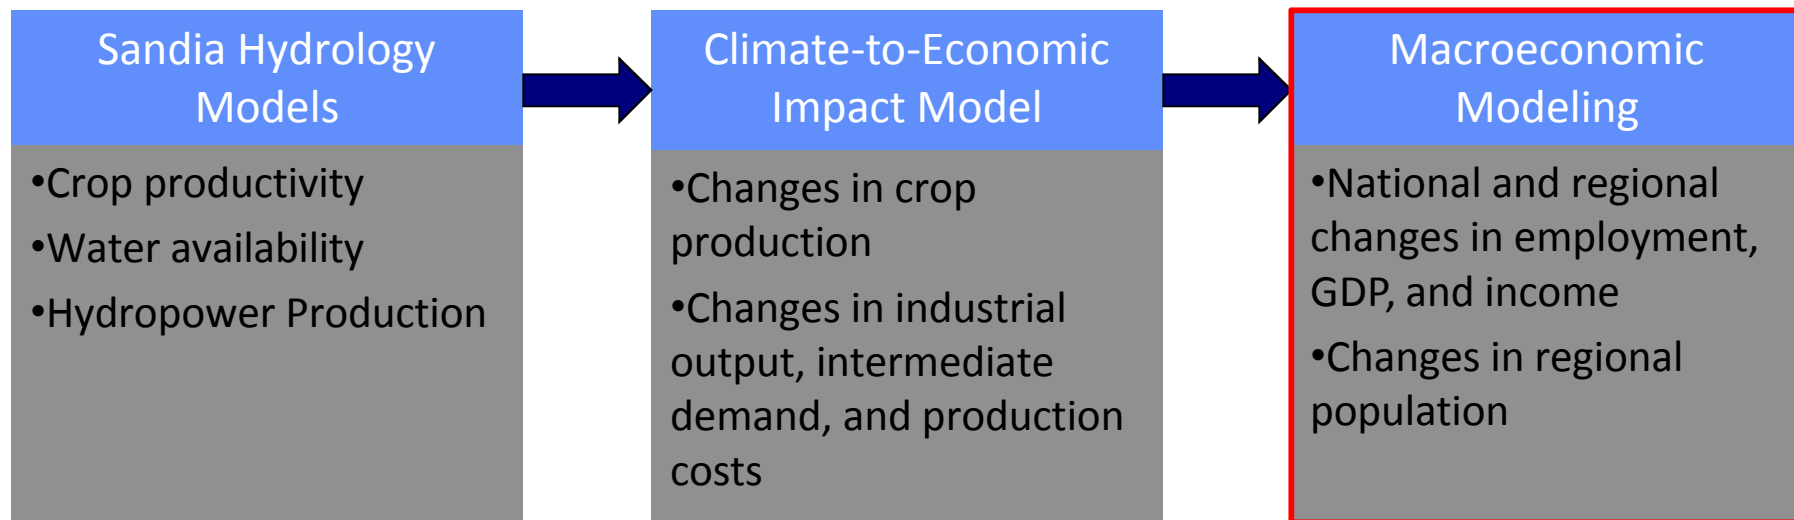 Sandia Hydrology
Models
•Crop productivity
•Water availability
•Hydropower Production
Climate-to-Economic
Impact Model
•Changes in crop
production
•Changes in industrial
output, intermediate
demand, and production
costs
Macroeconomic
Modeling
•National and regional
changes in employment,
GDP, and income
•Changes in regional
population